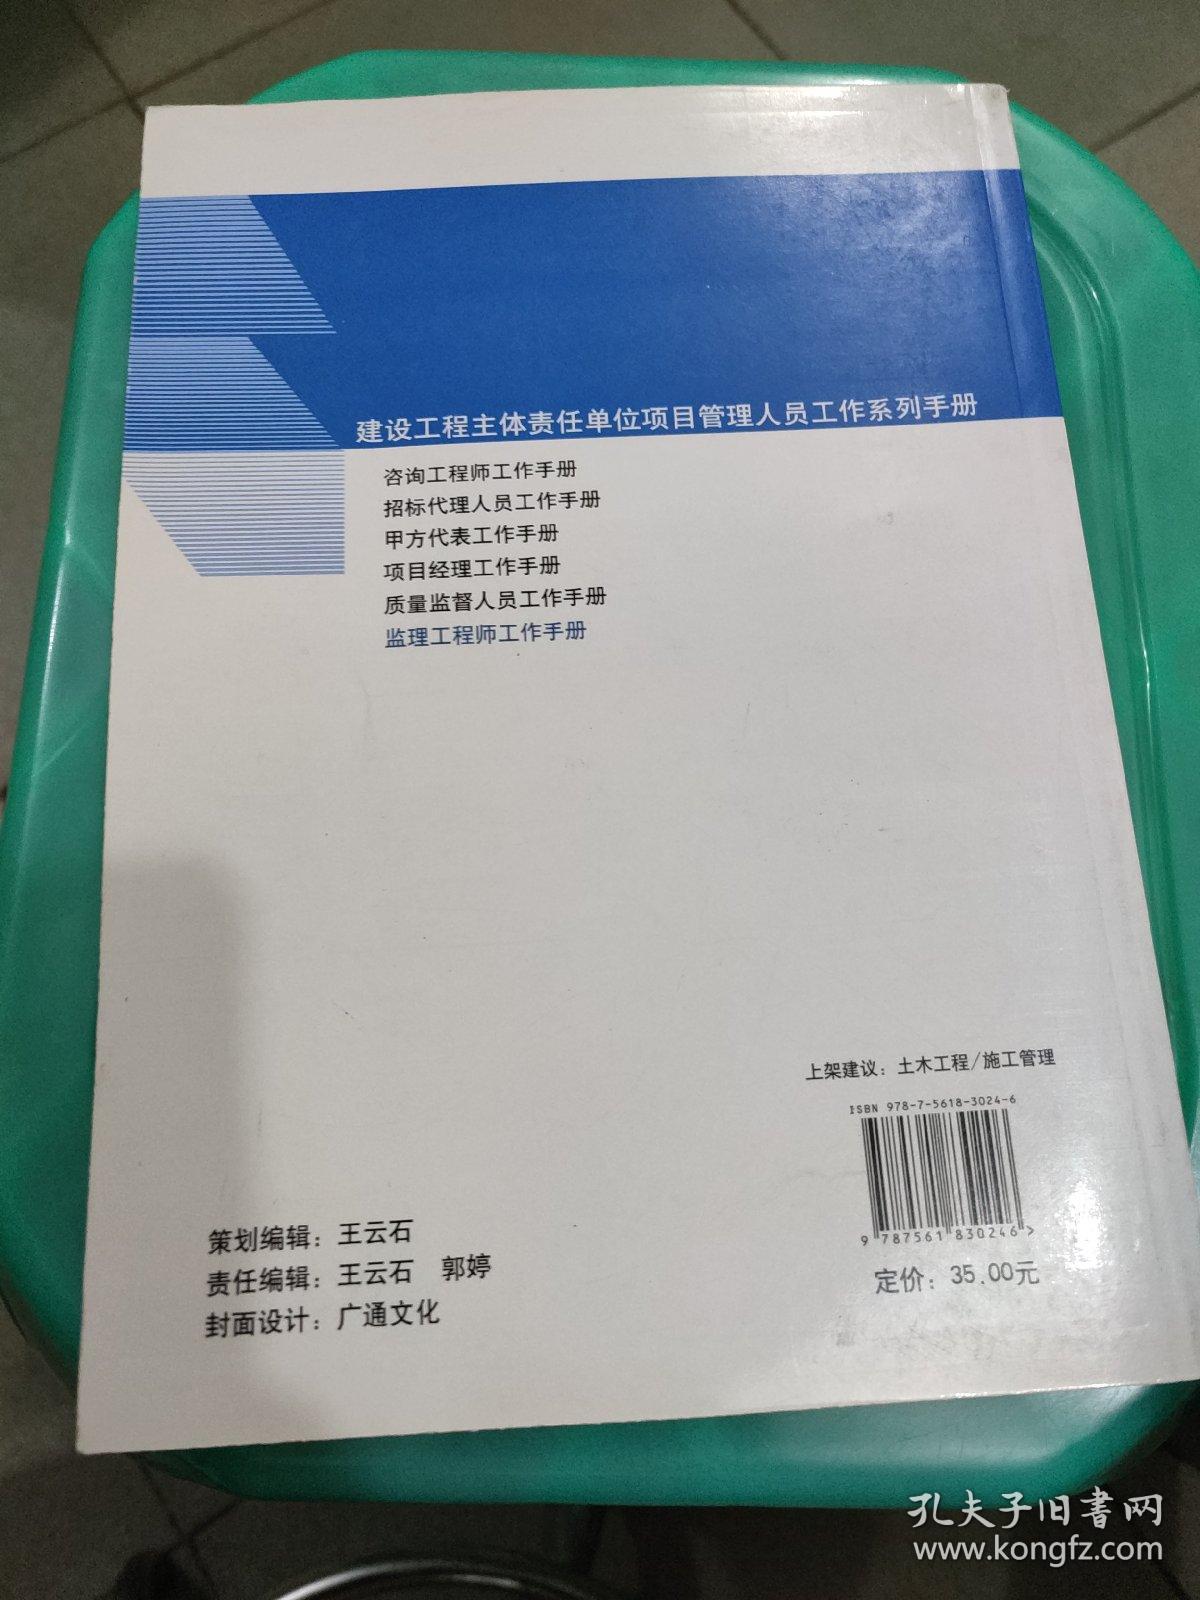 建设工程主体责任单位项目管理人员工作系列手册
咨询工程师工作手册
招标代理人员工作手册
甲方代表工作手册
项目经理工作手册
质量监督人员工作手册
监理工程师工作手册
上架建议：土木工程/施工管理
ISBN 978-7-5618-3024-6
9 787561 830246 >
定价：35.00元
策划编辑：王云石
责任编辑：王云石 郭婷
封面设计：广通文化
孔夫子旧书网
www.kongfz.com